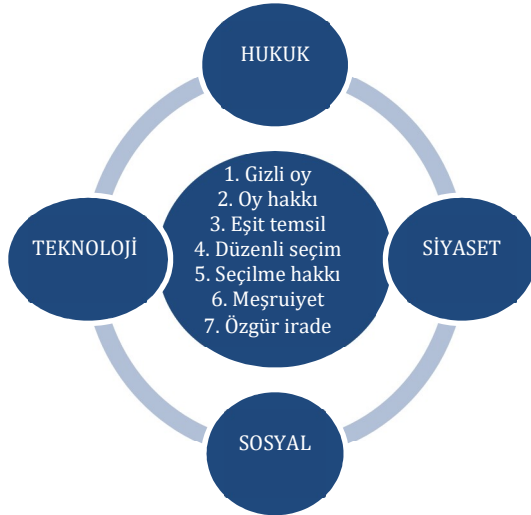 HUKUK
1. Gizli oy
2. Oy hakkı
3. Eşit temsil
4. Düzenli seçim
5. Seçilme hakkı
6. Meşruiyet
7. Özgür irade
TEKNOLOJİ
SİYASET
SOSYAL